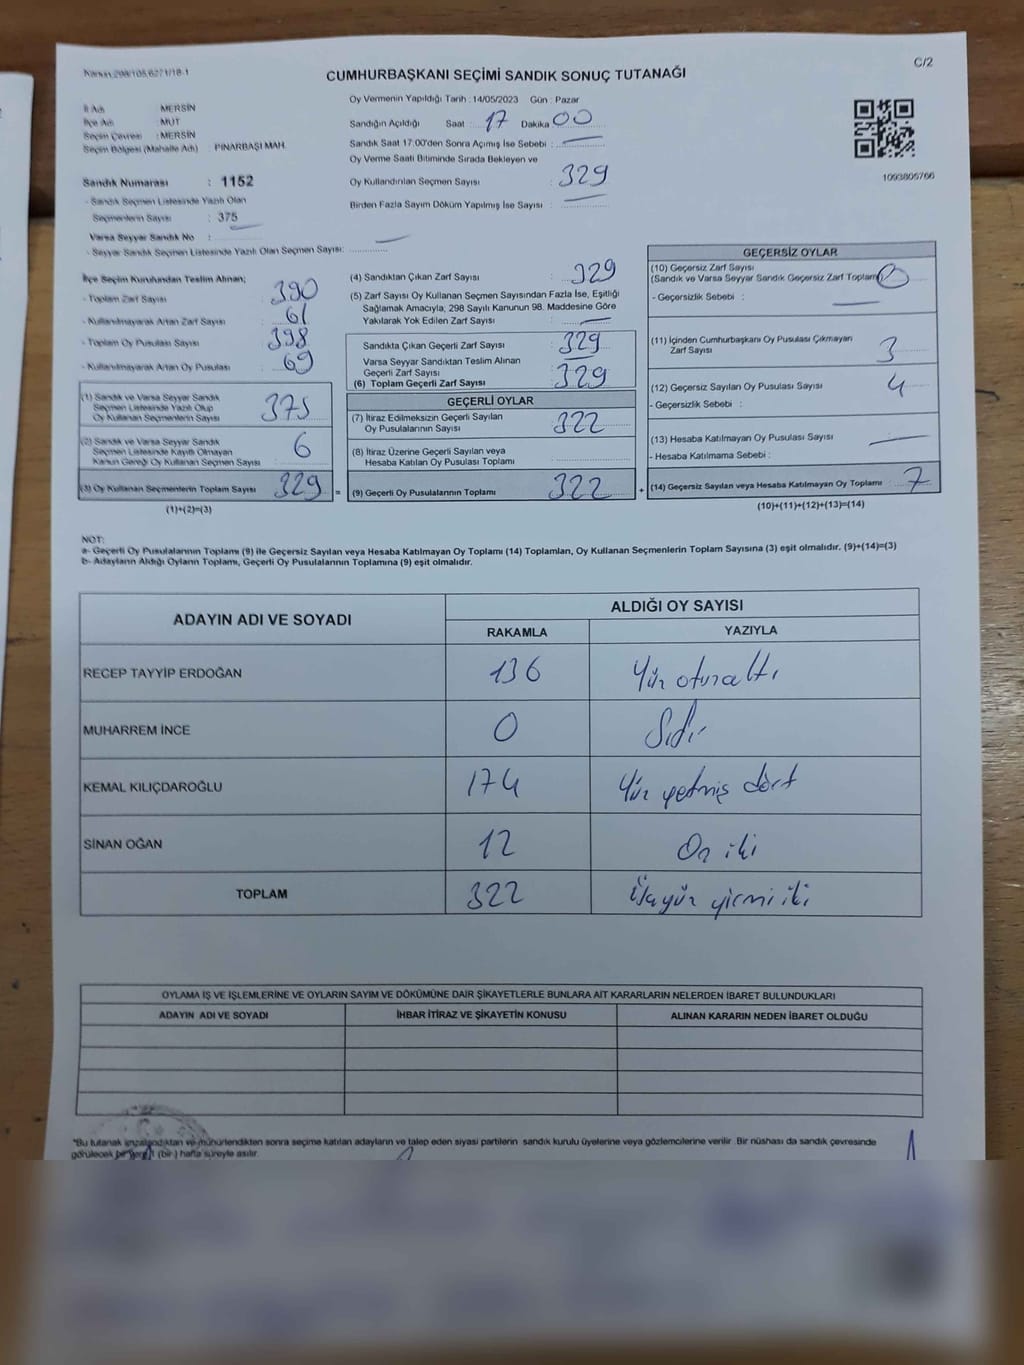 Kanun 298/105,6271/18-1
C/2
CUMHURBAŞKANI SEÇİMİ SANDIK SONUÇ TUTANAĞI
İl Adı : MERSİN
İlçe Adı : MUT
Seçim Çevresi : MERSİN
Seçim Bölgesi (Mahalle Adı) PINARBAŞI MAH.
Sandık Numarası : 1152
- Sandık Seçmen Listesinde Yazılı Olan
Seçmenlerin Sayısı : 375
Varsa Seyyar Sandık No :
- Seyyar Sandık Seçmen Listesinde Yazılı Olan Seçmen Sayısı:
Oy Vermenin Yapıldığı Tarih : 14/05/2023 Gün : Pazar
Sandığın Açıldığı Saat : 17 Dakika 00
Sandık Saat 17:00'den Sonra Açımış İse Sebebi :
Oy Verme Saati Bitiminde Sırada Bekleyen ve
Oy Kullandırılan Seçmen Sayısı : 329
Birden Fazla Sayım Döküm Yapılmış İse Sayısı :
1093805766
İlçe Seçim Kurulundan Teslim Alınan;
- Toplam Zarf Sayısı : 390
- Kullanılmayarak Artan Zarf Sayısı : 61
- Toplam Oy Pusulası Sayısı : 398
- Kullanılmayarak Artan Oy Pusulası : 69
(1) Sandık ve Varsa Seyyar Sandık
Seçmen Listesinde Yazılı Olup
Oy Kullanan Seçmenlerin Sayısı 375
(2) Sandık ve Varsa Seyyar Sandık
Seçmen Listesinde Kayıtlı Olmayan
Kanun Gereği Oy Kullanan Seçmen Sayısı 6
(3) Oy Kullanan Seçmenlerin Toplam Sayısı 329 =
(1)+(2)=(3)
(4) Sandıktan Çıkan Zarf Sayısı : 329
(5) Zarf Sayısı Oy Kullanan Seçmen Sayısından Fazla İse, Eşitliği
Sağlamak Amacıyla; 298 Sayılı Kanunun 98. Maddesine Göre
Yakılarak Yok Edilen Zarf Sayısı :
Sandıkta Çıkan Geçerli Zarf Sayısı : 329
Varsa Seyyar Sandıktan Teslim Alınan
Geçerli Zarf Sayısı :
(6) Toplam Geçerli Zarf Sayısı : 329
GEÇERLİ OYLAR
(7) İtiraz Edilmeksizin Geçerli Sayılan
Oy Pusulalarının Sayısı : 322
(8) İtiraz Üzerine Geçerli Sayılan veya
Hesaba Katılan Oy Pusulası Toplamı :
(9) Geçerli Oy Pusulalarının Toplamı : 322 +
GEÇERSİZ OYLAR
(10) Geçersiz Zarf Sayısı
(Sandık ve Varsa Seyyar Sandık Geçersiz Zarf Toplamı) 0
- Geçersizlik Sebebi :
(11) İçinden Cumhurbaşkanı Oy Pusulası Çıkmayan
Zarf Sayısı : 3
(12) Geçersiz Sayılan Oy Pusulası Sayısı : 4
- Geçersizlik Sebebi :
(13) Hesaba Katılmayan Oy Pusulası Sayısı :
- Hesaba Katılmama Sebebi :
(14) Geçersiz Sayılan veya Hesaba Katılmayan Oy Toplamı : 7
(10)+(11)+(12)+(13)=(14)
NOT:
a- Geçerli Oy Pusulalarının Toplamı (9) ile Geçersiz Sayılan veya Hesaba Katılmayan Oy Toplamı (14) Toplamları, Oy Kullanan Seçmenlerin Toplam Sayısına (3) eşit olmalıdır. (9)+(14)=(3)
b- Adayların Aldığı Oyların Toplamı, Geçerli Oy Pusulalarının Toplamına (9) eşit olmalıdır.
ADAYIN ADI VE SOYADI
ALDIĞI OY SAYISI
RAKAMLA YAZIYLA
RECEP TAYYİP ERDOĞAN 136 Yüz otuz altı
MUHARREM İNCE 0 Sıfır
KEMAL KILIÇDAROĞLU 174 Yüz yetmiş dört
SİNAN OĞAN 12 On iki
TOPLAM 322 Üçyüz yirmi iki
OYLAMA İŞ VE İŞLEMLERİNE VE OYLARIN SAYIM VE DÖKÜMÜNE DAİR ŞİKAYETLERLE BUNLARA AİT KARARLARIN NELERDEN İBARET BULUNDUKLARI
ADAYIN ADI VE SOYADI İHBAR İTİRAZ VE ŞİKAYETİN KONUSU ALINAN KARARIN NEDEN İBARET OLDUĞU
*Bu tutanak imzalandıktan ve mühürlendikten sonra seçime katılan adayların ve talep eden siyasi partilerin sandık kurulu üyelerine veya gözlemcilerine verilir. Bir nüshası da sandık çevresinde
görülecek bir yere 1 (bir) hafta süreyle asılır.